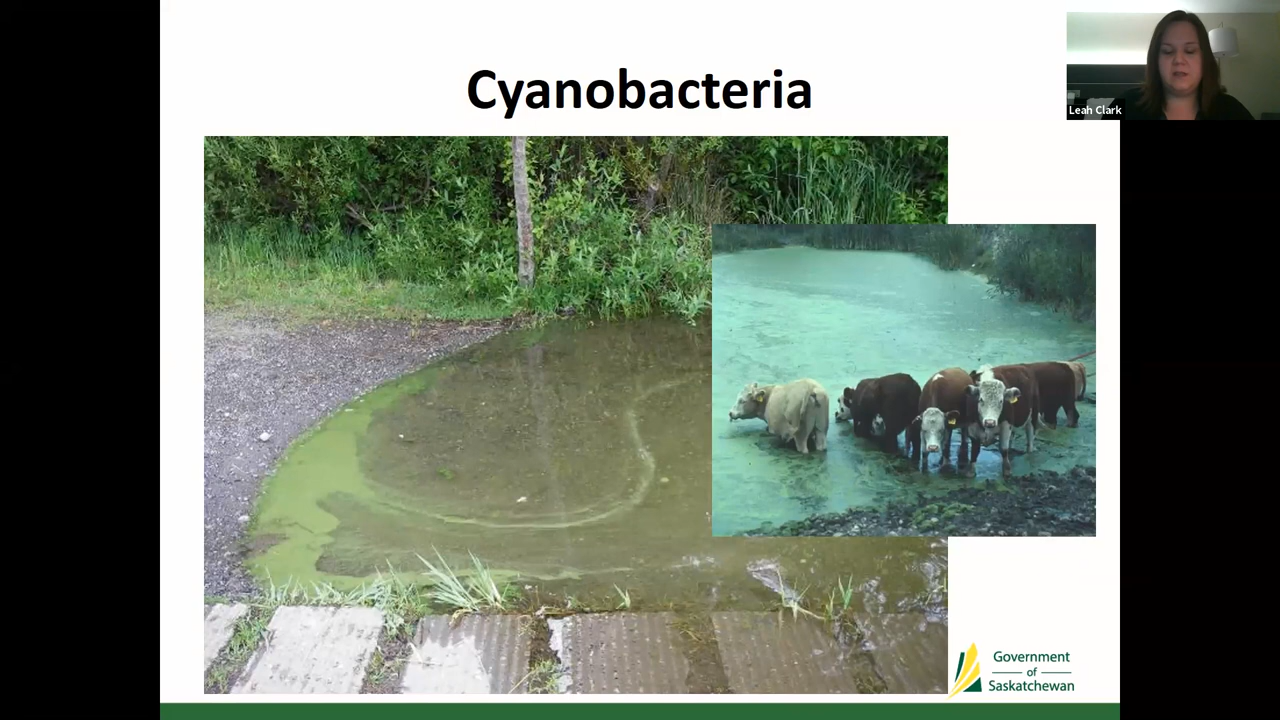 Cyanobacteria
Leah Clark
Government
of
Saskatchewan